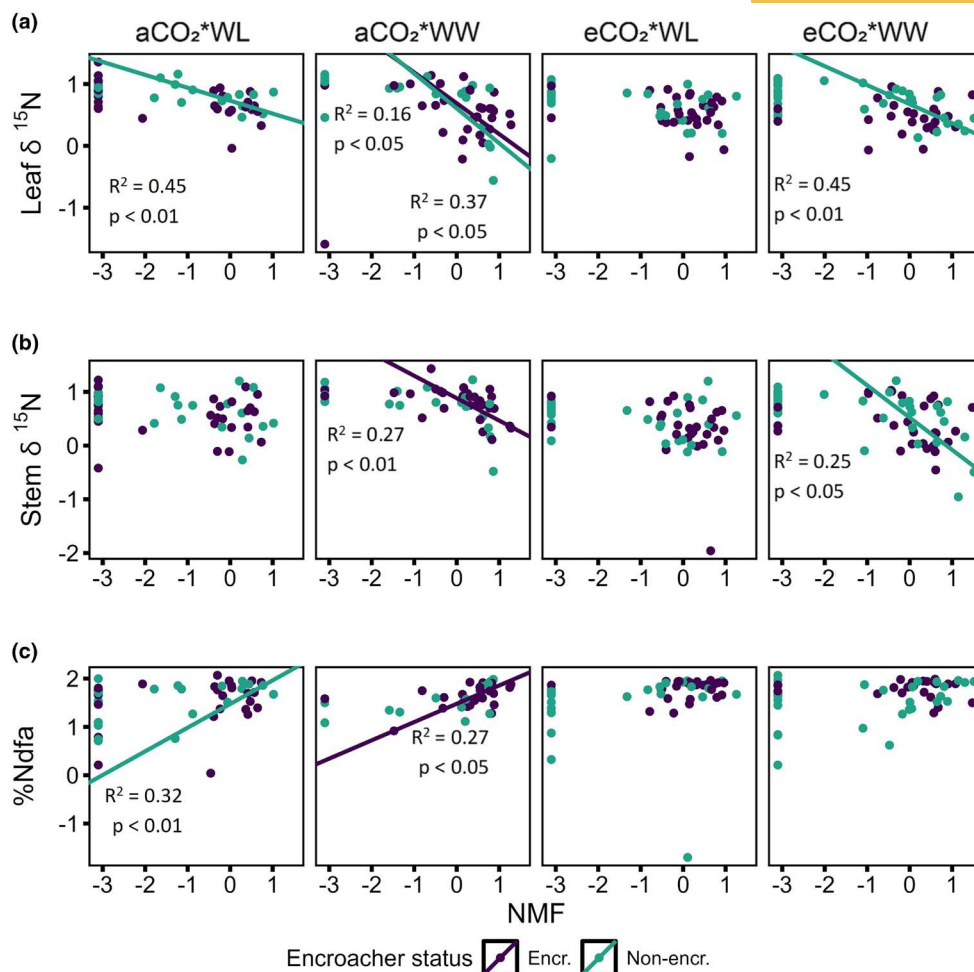 (a)
aCO₂*WL aCO₂*WW eCO₂*WL eCO₂*WW
Leaf δ ¹⁵N
1
0
-1
R² = 0.45
p < 0.01
R² = 0.16
p < 0.05
R² = 0.37
p < 0.05
R² = 0.45
p < 0.01
-3 -2 -1 0 1 -3 -2 -1 0 1 -3 -2 -1 0 1 -3 -2 -1 0 1
(b)
Stem δ ¹⁵N
1
0
-1
-2
R² = 0.27
p < 0.01
R² = 0.25
p < 0.05
-3 -2 -1 0 1 -3 -2 -1 0 1 -3 -2 -1 0 1 -3 -2 -1 0 1
(c)
%Ndfa
2
0
-1
R² = 0.32
p < 0.01
R² = 0.27
p < 0.05
-3 -2 -1 0 1 -3 -2 -1 0 1 -3 -2 -1 0 1 -3 -2 -1 0 1
NMF
Encroacher status Encr. Non-encr.